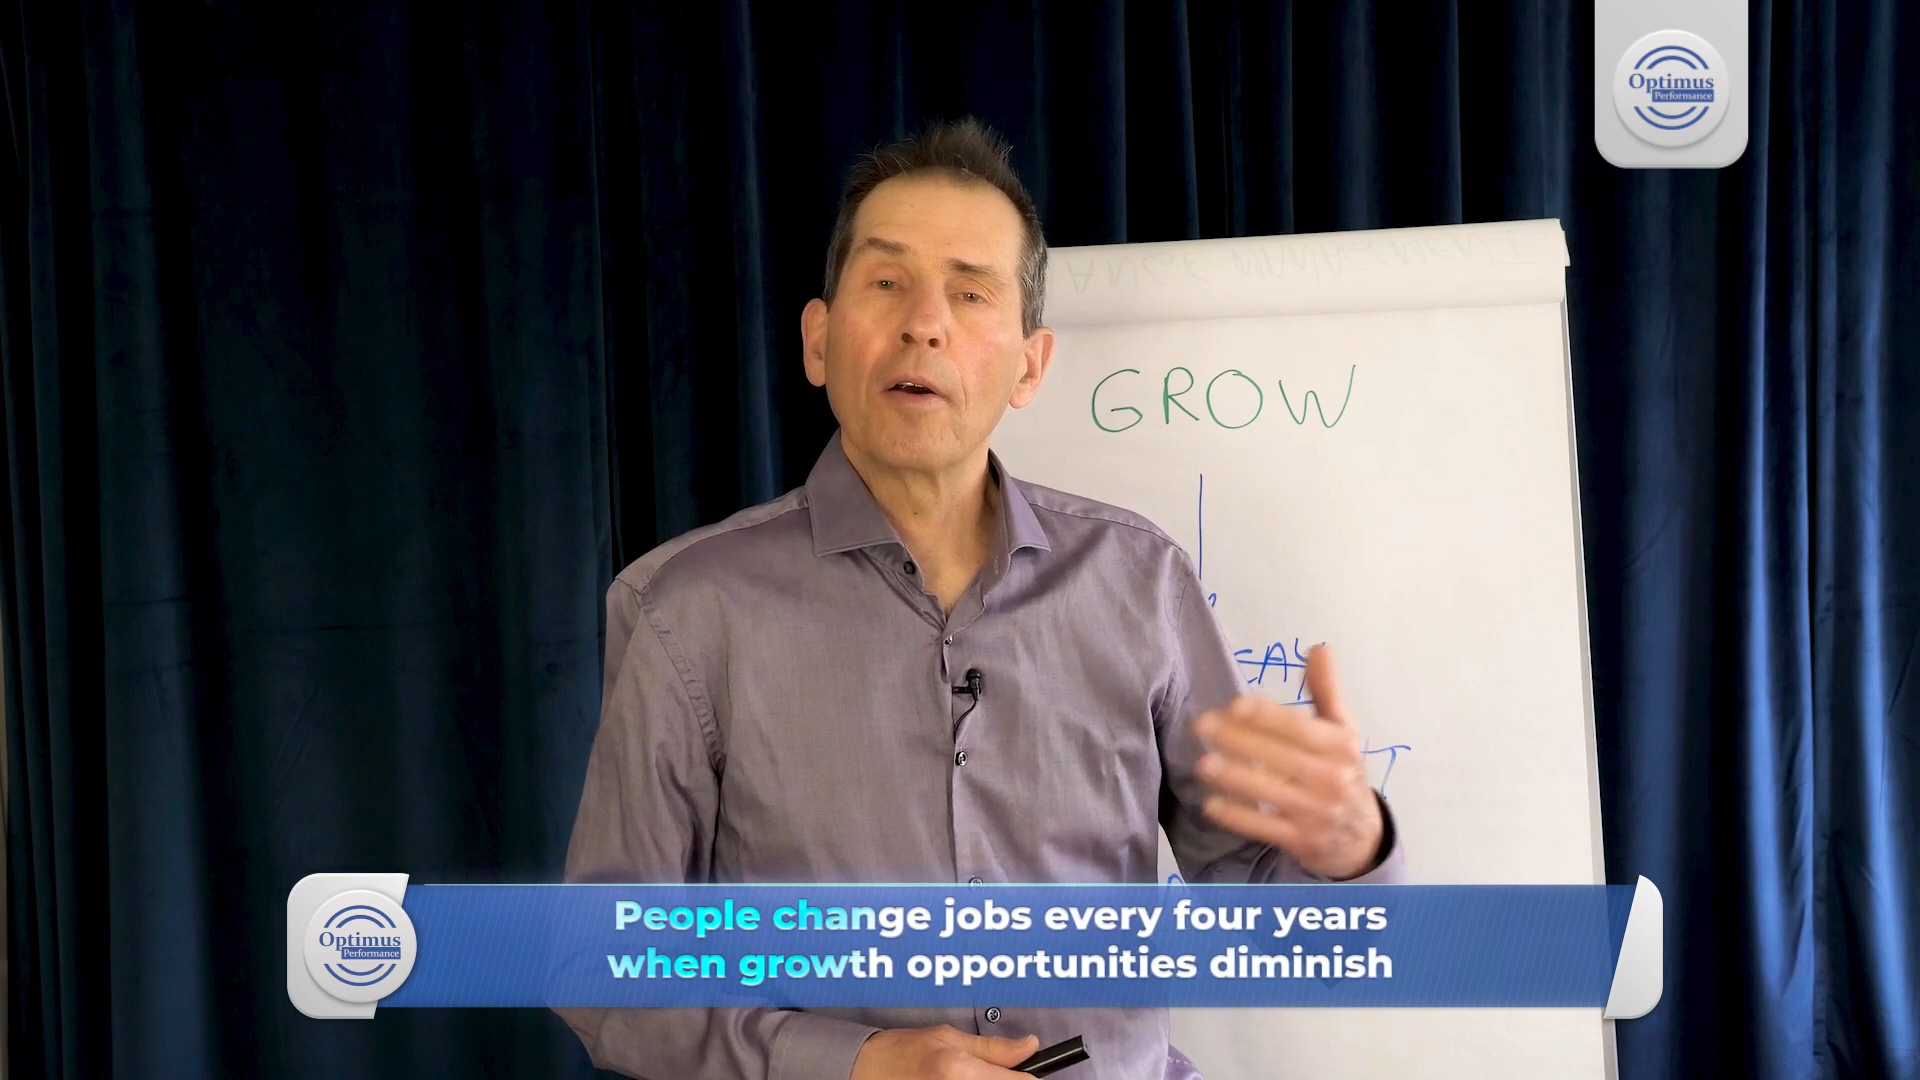 Optimus
Performance
GROW
People change jobs every four years
when growth opportunities diminish
Optimus
Performance